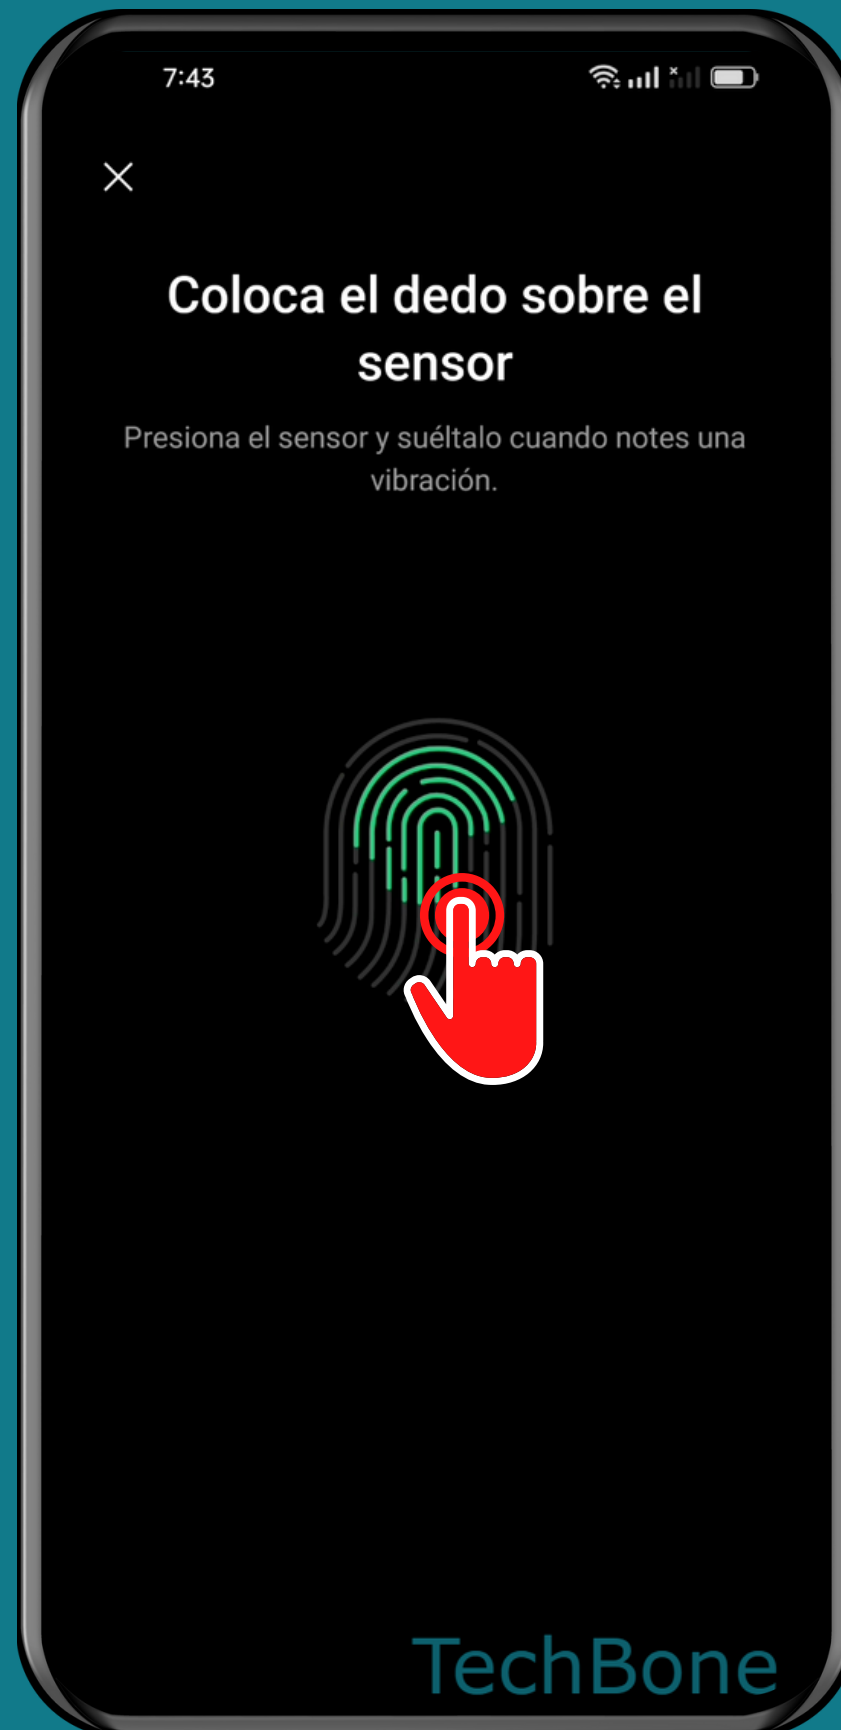 7:43
Coloca el dedo sobre el
sensor
Presiona el sensor y suéltalo cuando notes una
vibración.
TechBone